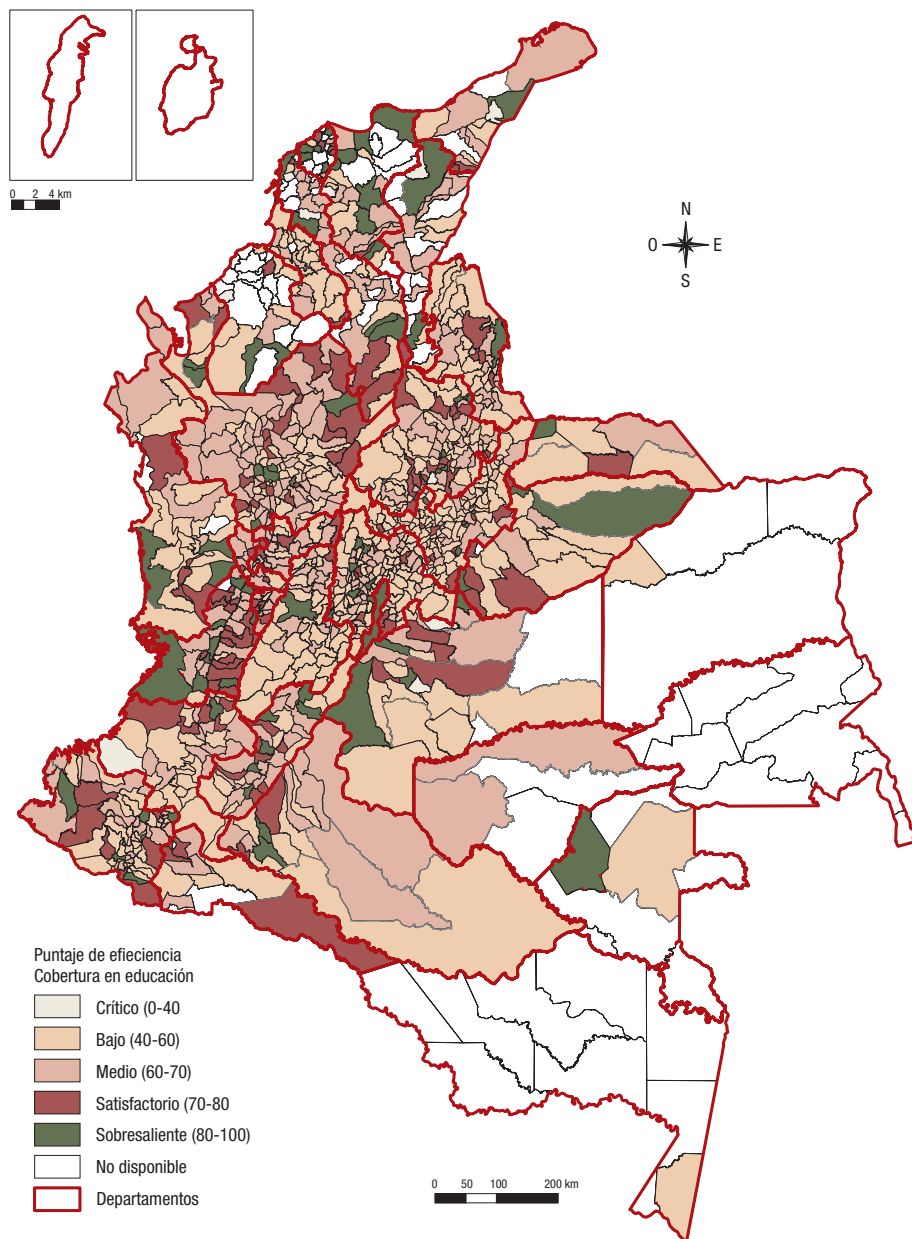 0 2 4 km
N
O E
S
Puntaje de efieciencia
Cobertura en educación
Crítico (0-40
Bajo (40-60)
Medio (60-70)
Satisfactorio (70-80
Sobresaliente (80-100)
No disponible
Departamentos
0 50 100 200 km